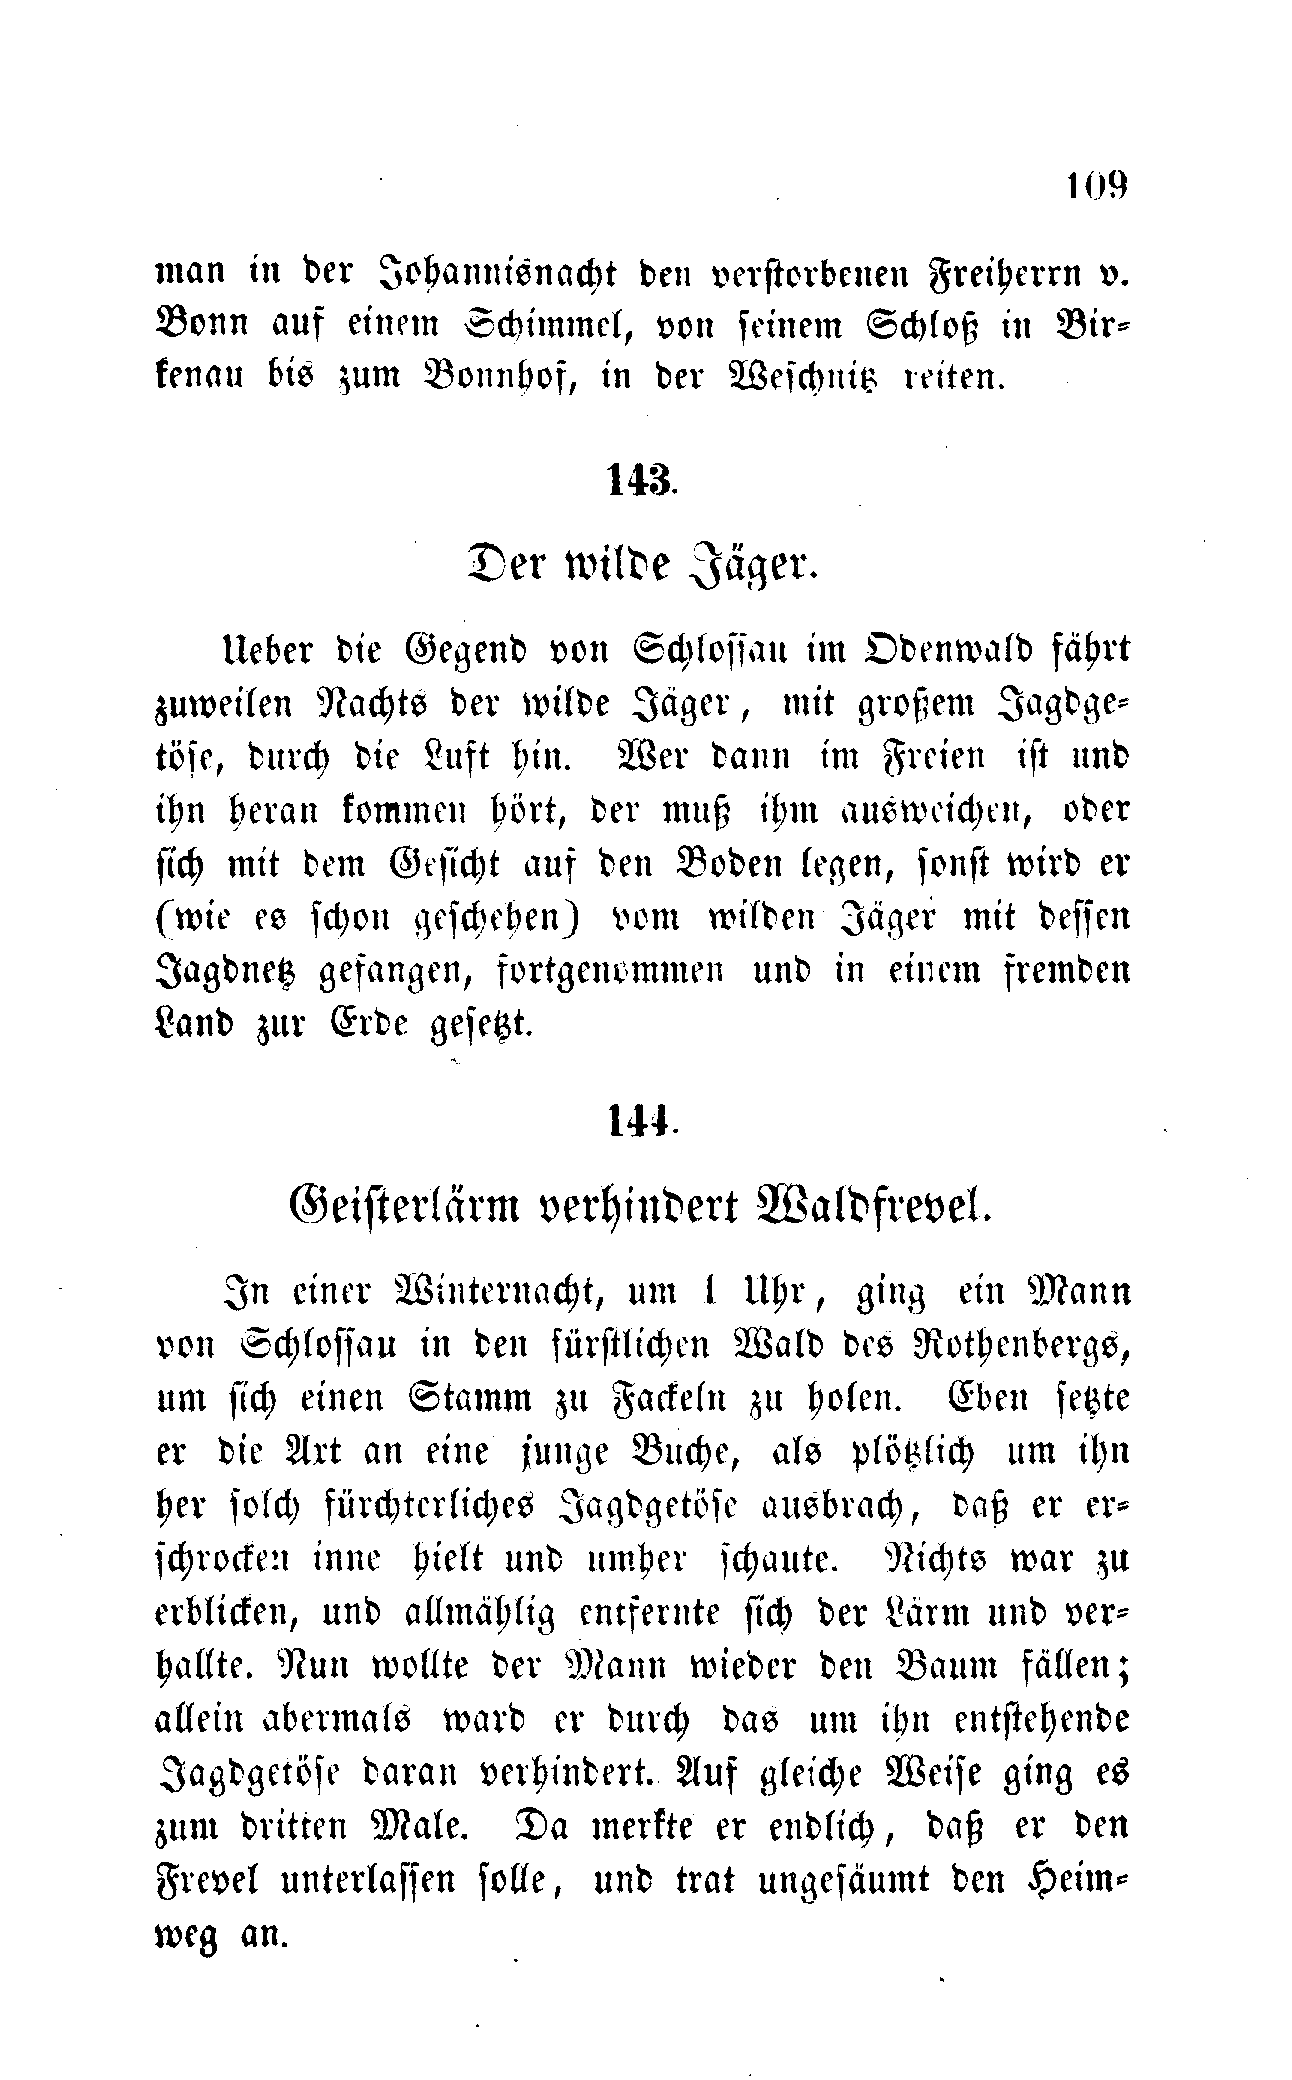 109
man in der Johannisnacht den verstorbenen Freiherrn v.
Bonn auf einem Schimmel, von seinem Schloß in Bir-
kenau bis zum Bonnhof, in der Weschnitz reiten.
143.
Der wilde Jäger.
Ueber die Gegend von Schlossau im Odenwald fährt
zuweilen Nachts der wilde Jäger, mit großem Jagdge-
töse, durch die Luft hin. Wer dann im Freien ist und
ihn heran kommen hört, der muß ihm ausweichen, oder
sich mit dem Gesicht auf den Boden legen, sonst wird er
(wie es schon geschehen) vom wilden Jäger mit dessen
Jagdnetz gefangen, fortgenommen und in einem fremden
Land zur Erde gesetzt.
144.
Geisterlärm verhindert Waldfrevel.
In einer Winternacht, um 1 Uhr, ging ein Mann
von Schlossau in den fürstlichen Wald des Rothenbergs,
um sich einen Stamm zu Fackeln zu holen. Eben setzte
er die Axt an eine junge Buche, als plötzlich um ihn
her solch fürchterliches Jagdgetöse ausbrach, daß er er-
schrocken inne hielt und umher schaute. Nichts war zu
erblicken, und allmählig entfernte sich der Lärm und ver-
hallte. Nun wollte der Mann wieder den Baum fällen;
allein abermals ward er durch das um ihn entstehende
Jagdgetöse daran verhindert. Auf gleiche Weise ging es
zum dritten Male. Da merkte er endlich, daß er den
Frevel unterlassen solle, und trat ungesäumt den Heim-
weg an.